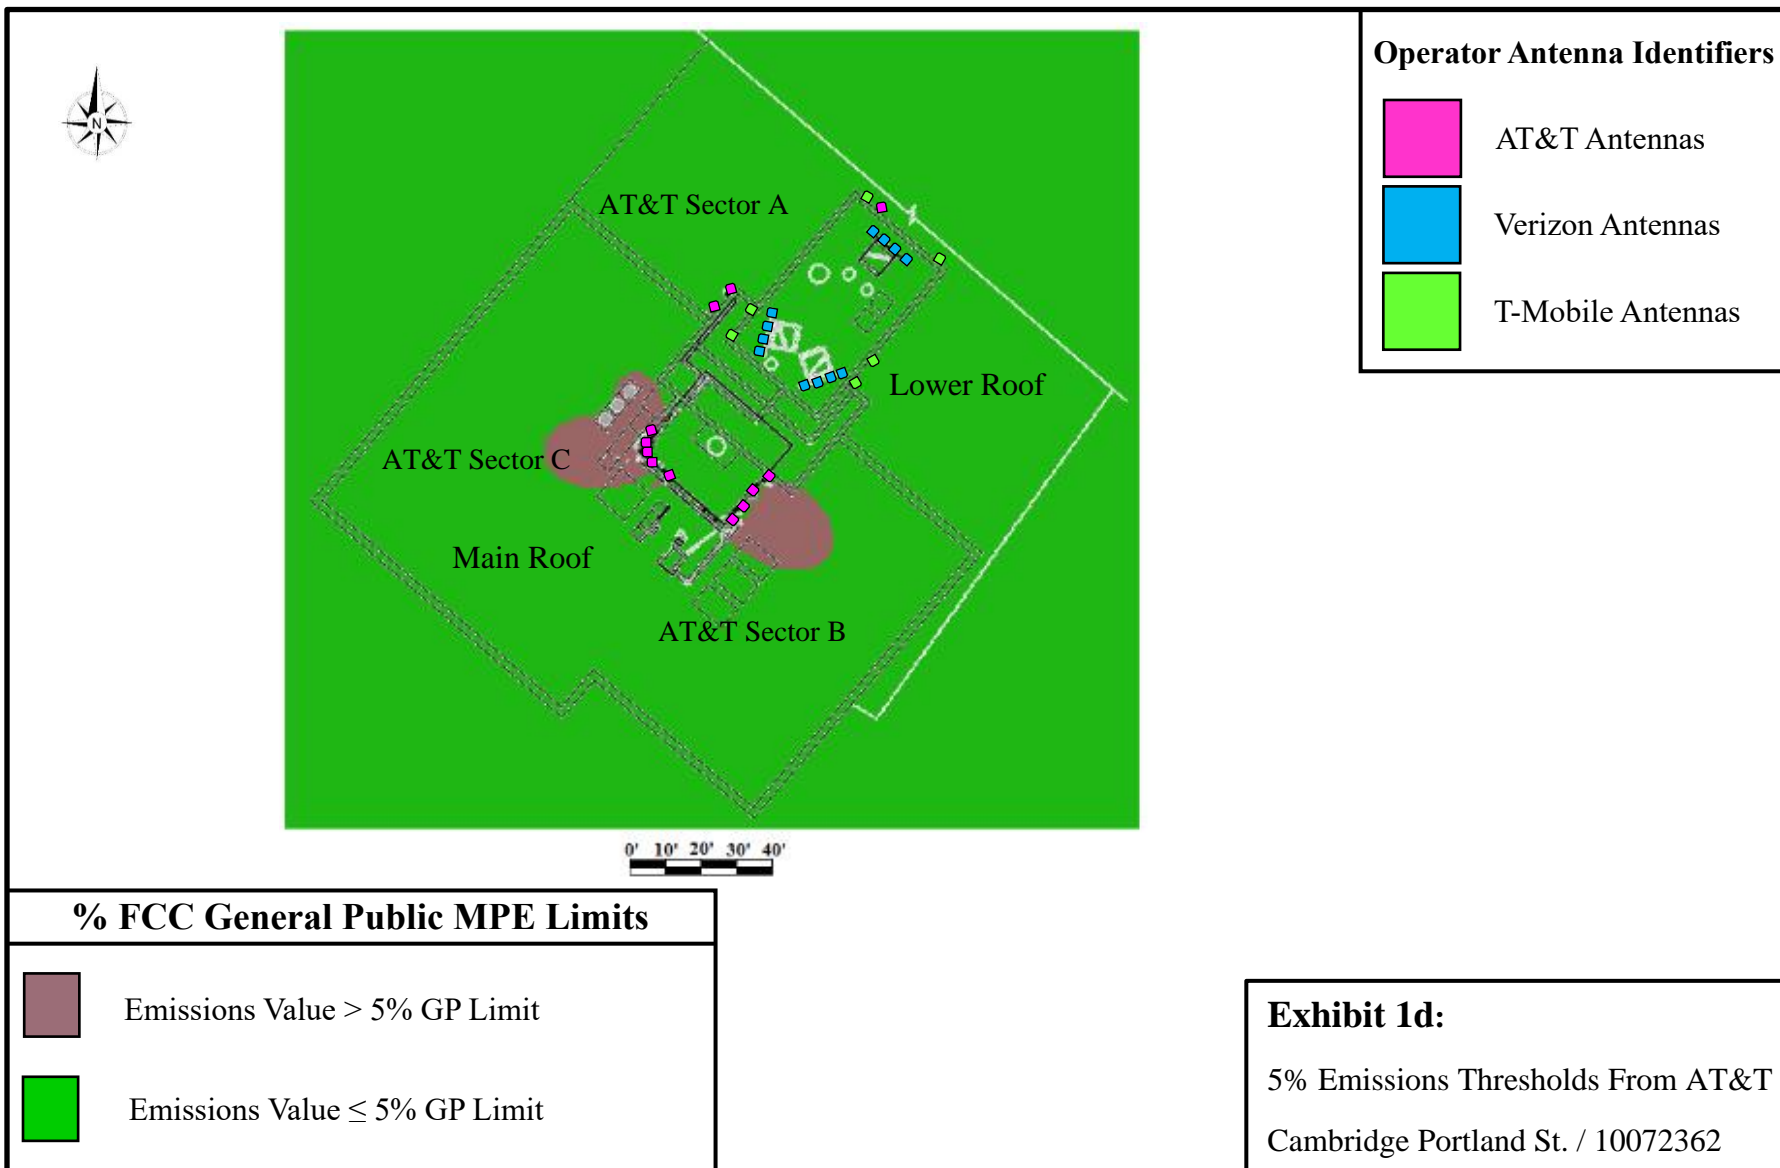 Operator Antenna Identifiers
AT&T Antennas
Verizon Antennas
T-Mobile Antennas
N
AT&T Sector A
Lower Roof
AT&T Sector C
Main Roof
AT&T Sector B
0' 10' 20' 30' 40'
% FCC General Public MPE Limits
Emissions Value > 5% GP Limit
Emissions Value ≤ 5% GP Limit
Exhibit 1d:
5% Emissions Thresholds From AT&T
Cambridge Portland St. / 10072362